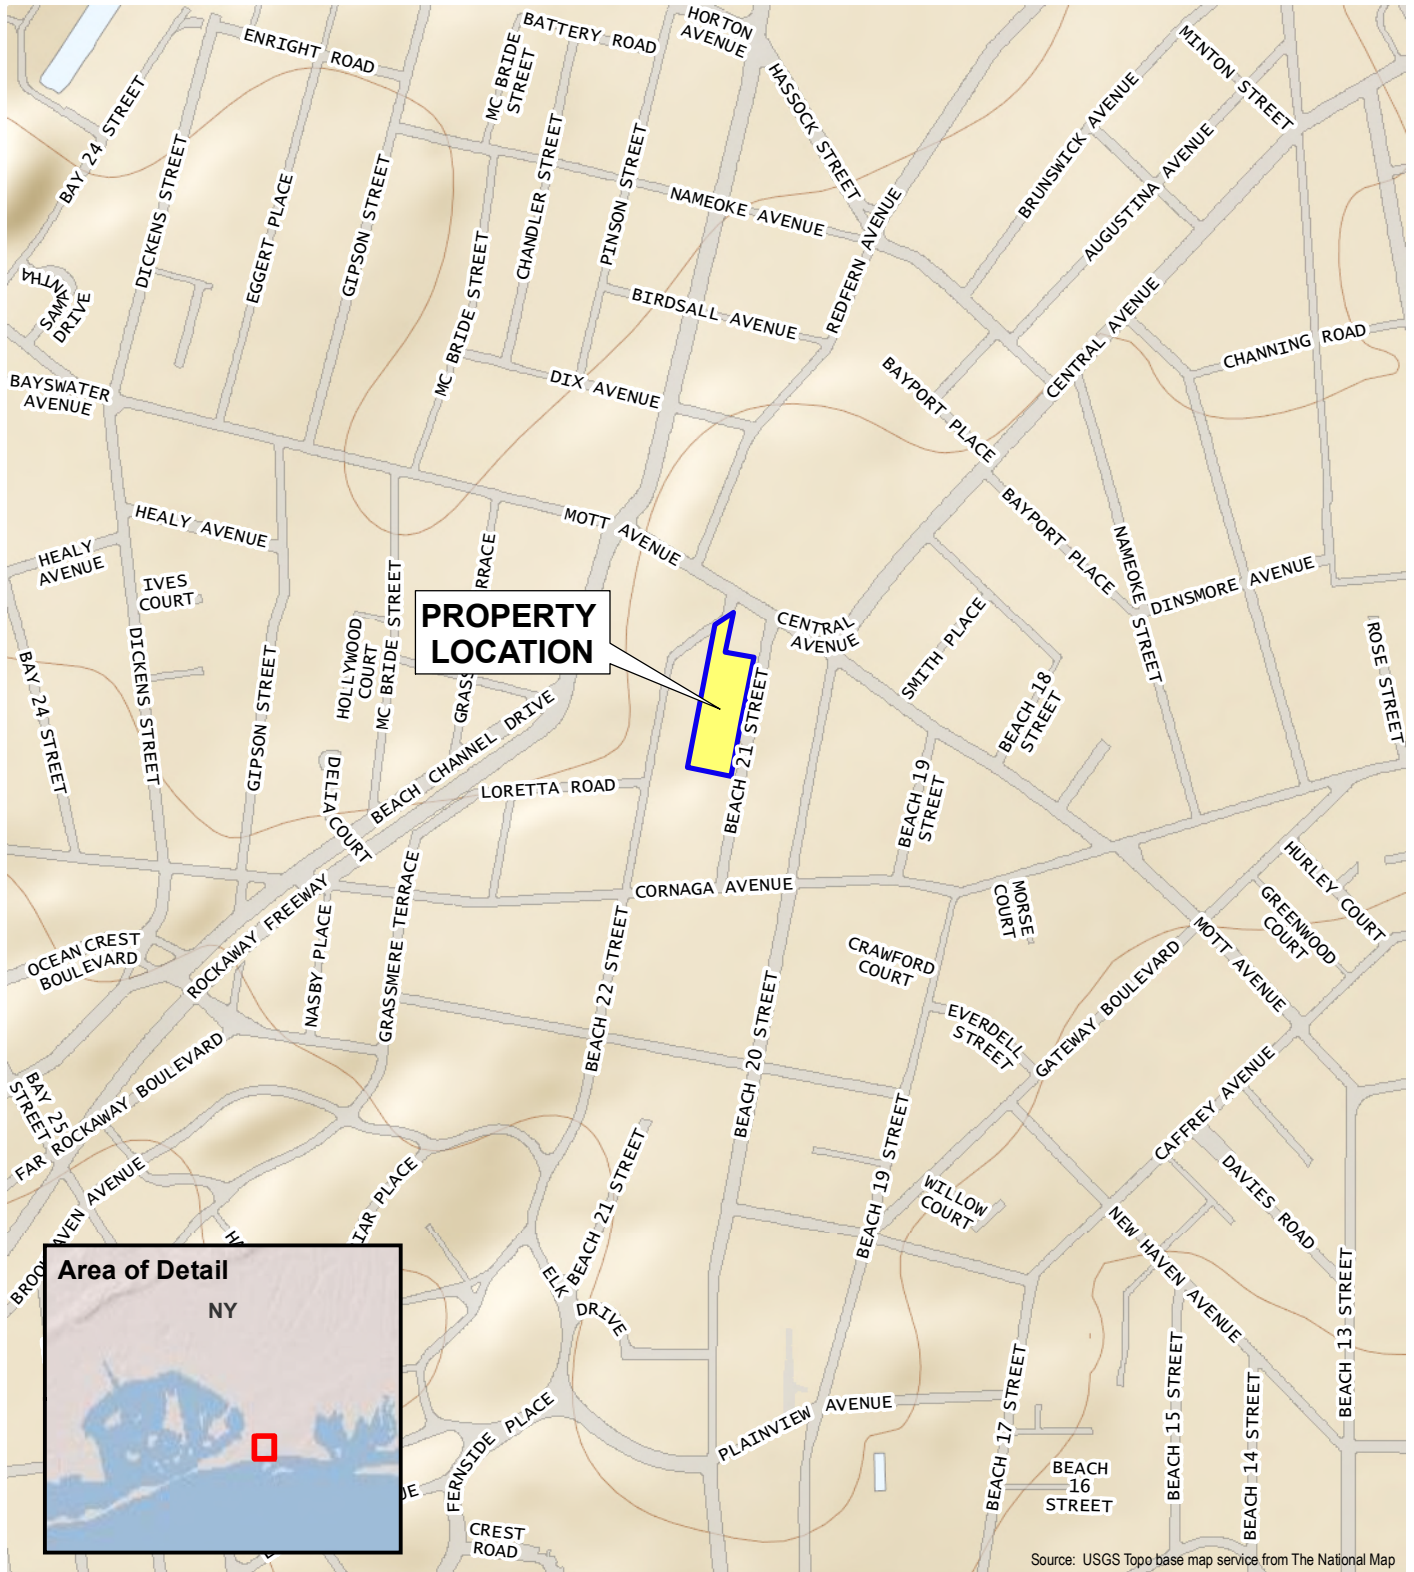 HORTON
AVENUE
BATTERY ROAD
ENRIGHT ROAD
MC BRIDE
STREET
MINTON STREET
HASSOCK STREET
BRUNSWICK AVENUE
BAY 24 STREET
DICKENS STREET
EGGERT PLACE
GIPSON STREET
CHANDLER STREET
PINSON STREET
AUGUSTINA AVENUE
NAMEOKE AVENUE
REDFERN AVENUE
SAMANTHA
DRIVE
MC BRIDE STREET
BIRDSALL AVENUE
CENTRAL AVENUE
CHANNING ROAD
BAYSWATER
AVENUE
DIX AVENUE
BAYPORT PLACE
HEALY AVENUE
MOTT AVENUE
BAYPORT PLACE
NAMEOKE STREET
HEALY
AVENUE
IVES
COURT
DINSMORE AVENUE
PROPERTY
LOCATION
CENTRAL
AVENUE
SMITH PLACE
ROSE STREET
HOLLYWOOD
COURT
MC BRIDE STREET
BAY 24 STREET
DICKENS STREET
GIPSON STREET
BEACH 18
STREET
BEACH CHANNEL DRIVE
BEACH 21 STREET
BEACH 19
STREET
DELTA COURT
LORETTA ROAD
CORNAGA AVENUE
HURLEY COURT
GREENWOOD
COURT
MORSE
COURT
MOTT AVENUE
ROCKAWAY FREEWAY
NASBY PLACE
GRASSMERE TERRACE
OCEAN CREST
BOULEVARD
BEACH 22 STREET
CRAWFORD
COURT
BEACH 20 STREET
EVERDELL
STREET
GATEWAY BOULEVARD
BAY 25
STREET
FAR ROCKAWAY BOULEVARD
CAFFREY AVENUE
BEACH 19 STREET
BEACH 21 STREET
WILLOW
COURT
DAVIES ROAD
NEW HAVEN AVENUE
ELK DRIVE
BEACH 13 STREET
Area of Detail
NY
FERNSIDE PLACE
PLAINVIEW AVENUE
BEACH 17 STREET
BEACH 15 STREET
BEACH 14 STREET
BEACH
16
STREET
CREST
ROAD
Source: USGS Topo base map service from The National Map